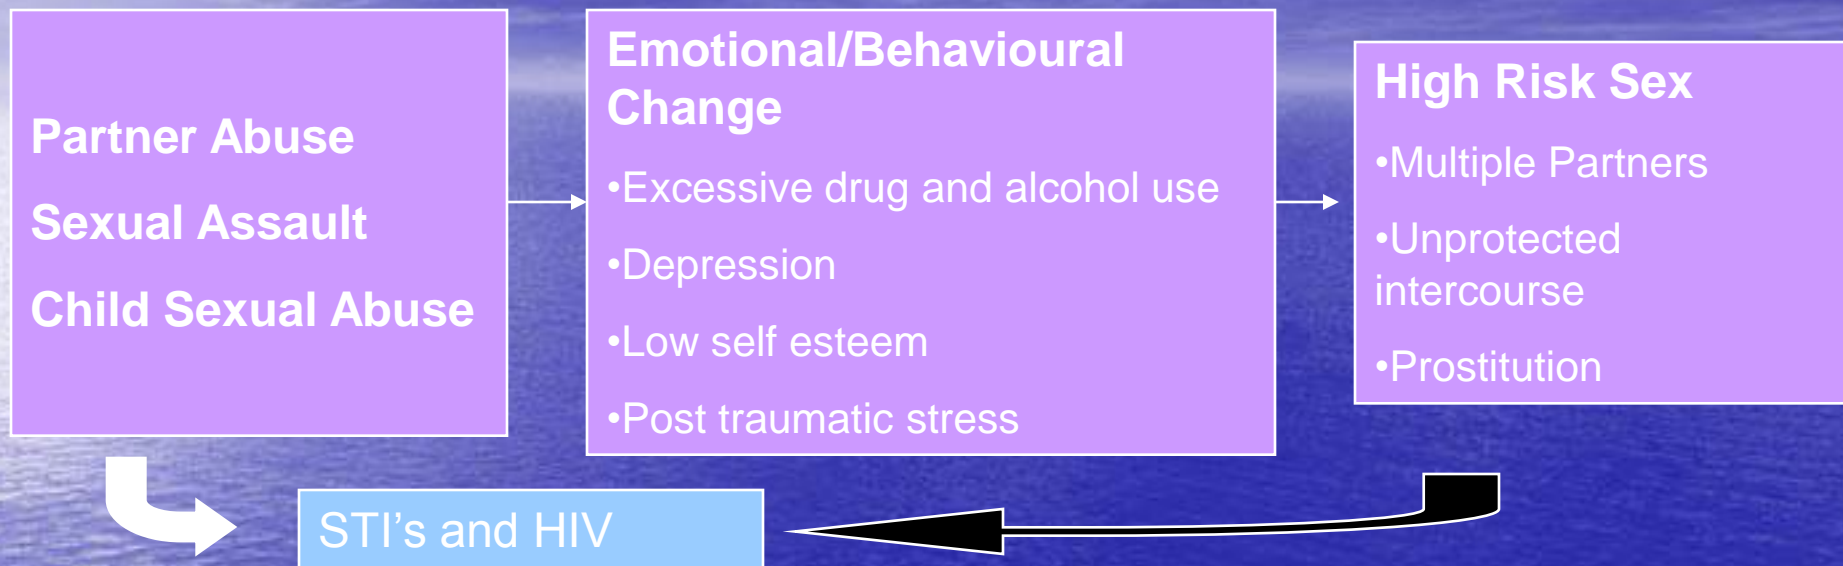 Partner Abuse
Sexual Assault
Child Sexual Abuse
Emotional/Behavioural
Change
•Excessive drug and alcohol use
•Depression
•Low self esteem
•Post traumatic stress
High Risk Sex
•Multiple Partners
•Unprotected
intercourse
•Prostitution
STI's and HIV